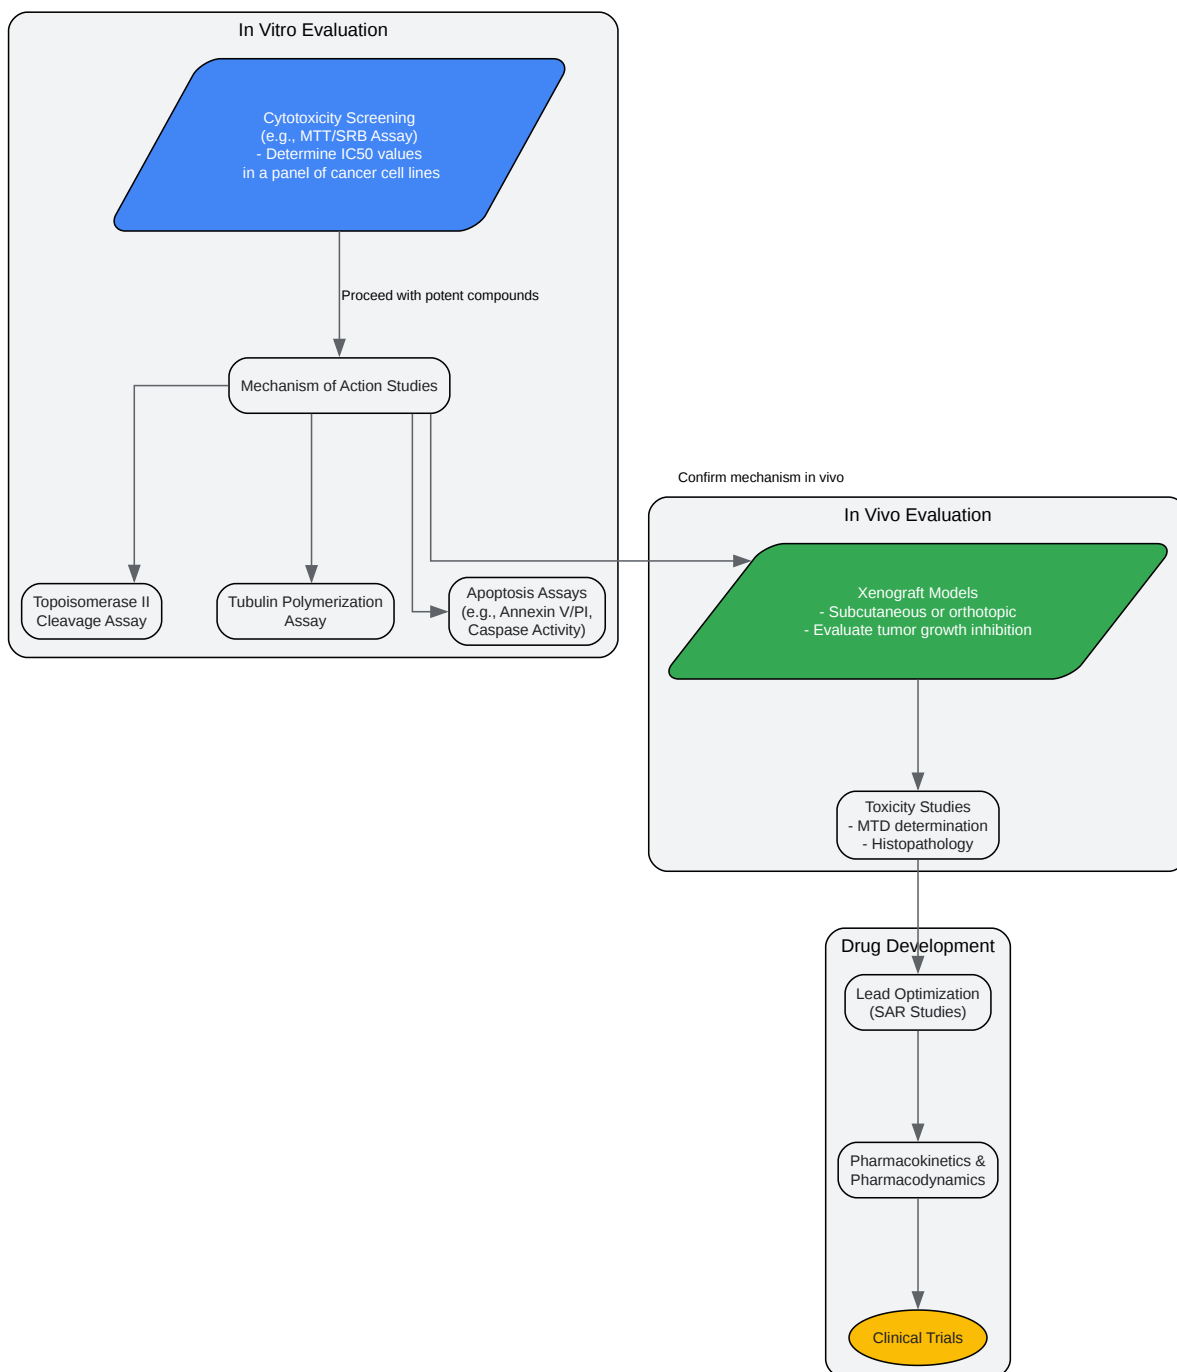 In Vitro Evaluation
Cytotoxicity Screening
(e.g., MTT/SRB Assay)
- Determine IC50 values
in a panel of cancer cell lines
Proceed with potent compounds
Mechanism of Action Studies
Topoisomerase II
Cleavage Assay
Tubulin Polymerization
Assay
Apoptosis Assays
(e.g., Annexin V/PI,
Caspase Activity)
Confirm mechanism in vivo
In Vivo Evaluation
Xenograft Models
- Subcutaneous or orthotopic
- Evaluate tumor growth inhibition
Toxicity Studies
- MTD determination
- Histopathology
Drug Development
Lead Optimization
(SAR Studies)
Pharmacokinetics &
Pharmacodynamics
Clinical Trials